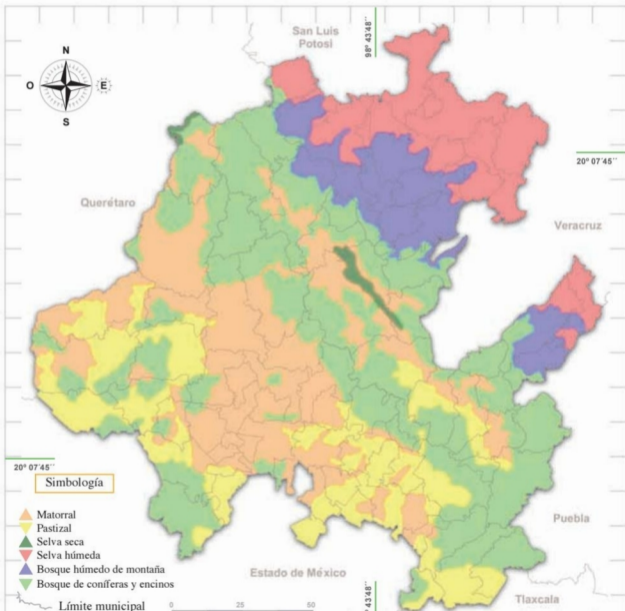 San Luis
Potosi
98° 43'48''
N
O
E
S
20° 07'45''
Querétaro
Veracruz
20° 07'45''
Simbología
Matorral
Pastizal
Selva seca
Selva húmeda
Bosque húmedo de montaña
Bosque de coníferas y encinos
Límite municipal
0 25 50
Estado de México
43'48''
Puebla
Tlaxcala